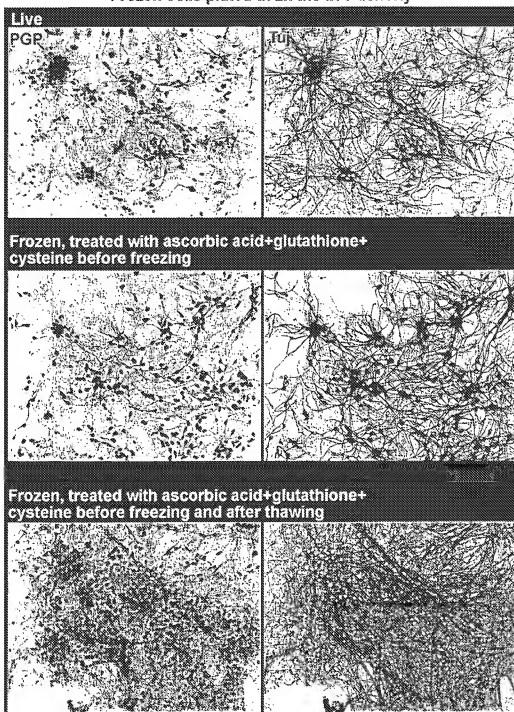 Live
PGP
Tuj
Frozen, treated with ascorbic acid+glutathione+
cysteine before freezing
Frozen, treated with ascorbic acid+glutathione+
cysteine before freezing and after thawing